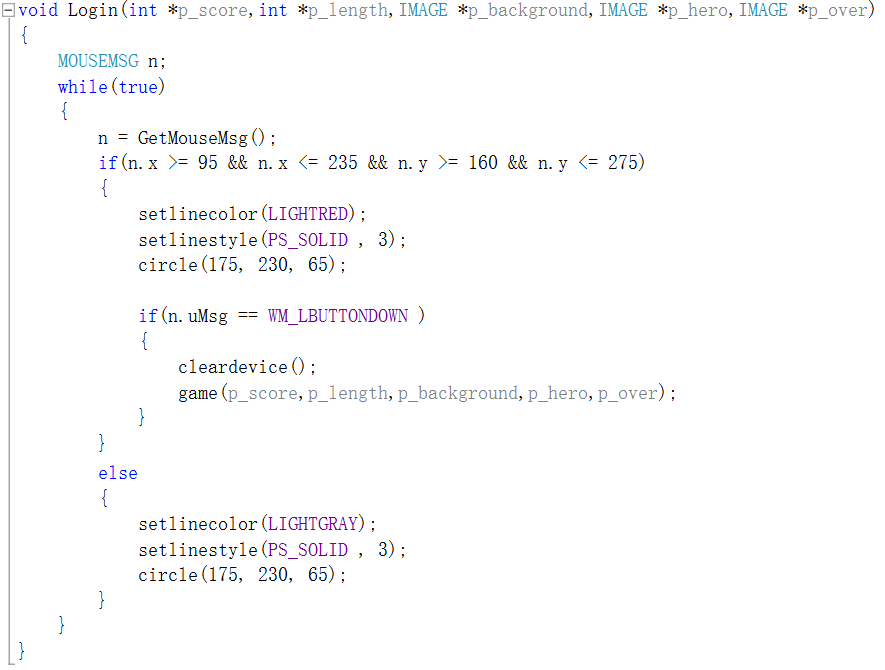 void Login(int *p_score,int *p_length,IMAGE *p_background,IMAGE *p_hero,IMAGE *p_over)
{
    MOUSEMSG n;
    while(true)
    {
        n = GetMouseMsg();
        if(n.x >= 95 && n.x <= 235 && n.y >= 160 && n.y <= 275)
        {
            setlinecolor(LIGHTRED);
            setlinestyle(PS_SOLID , 3);
            circle(175, 230, 65);

            if(n.uMsg == WM_LBUTTONDOWN )
            {
                cleardevice();
                game(p_score,p_length,p_background,p_hero,p_over);
            }
        }
        else
        {
            setlinecolor(LIGHTGRAY);
            setlinestyle(PS_SOLID , 3);
            circle(175, 230, 65);
        }
    }
}